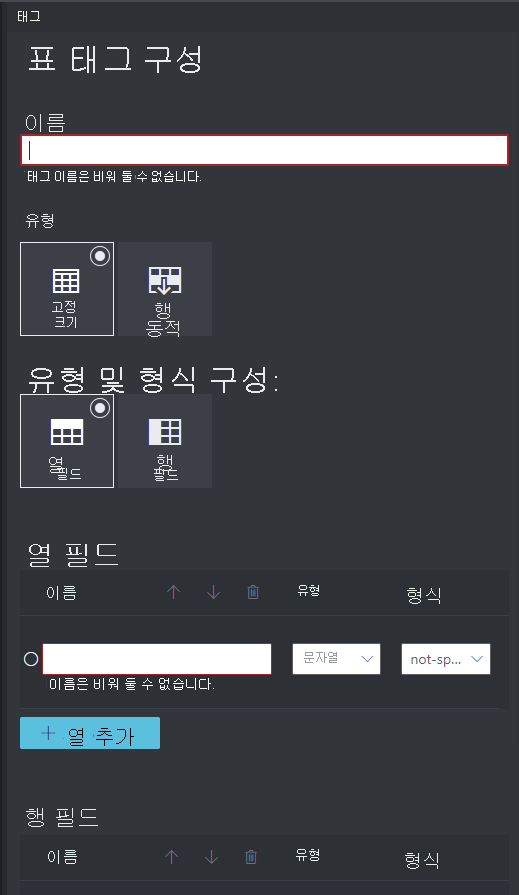 태그
표 태그 구성
이름
태그 이름은 비워 둘 수 없습니다.
유형
고정
크기
행
동적
유형 및 형식 구성:
열
필드
행
필드
열 필드
이름 유형 형식
문자열 not-sp...
이름은 비워 둘 수 없습니다.
+ 열 추가
행 필드
이름 유형 형식